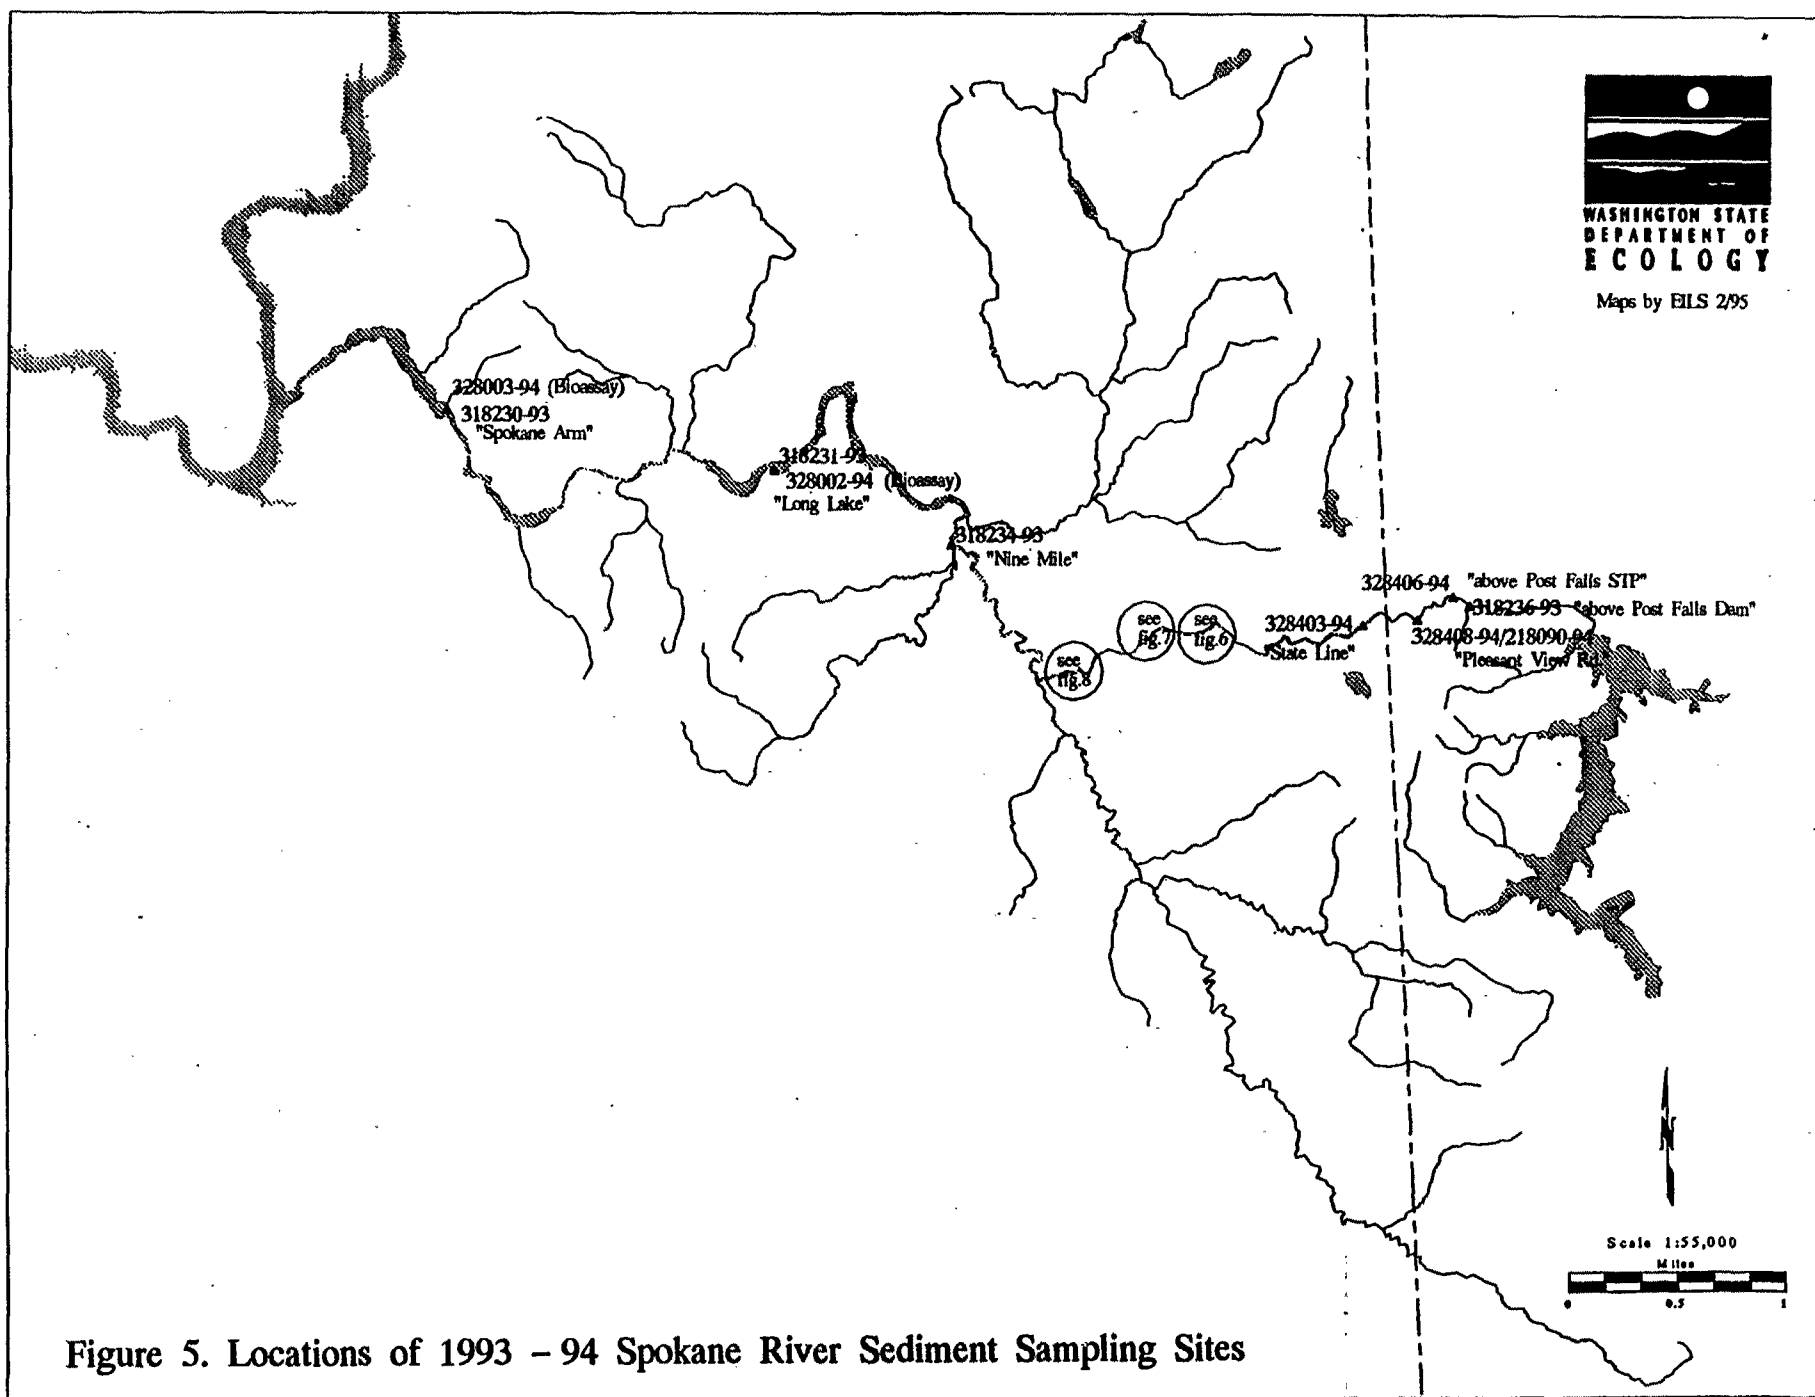 WASHINGTON STATE
DEPARTMENT OF
ECOLOGY
Maps by EILS 2/95
328003-94 (Bioassay)
318230-93
"Spokane Arm"
318231-93
328002-94 (Bioassay)
"Long Lake"
318234-93
"Nine Mile"
see
fig.8
see
fig.7
see
fig.6
328403-94
"State Line"
328406-94 "above Post Falls STP"
318236-93 "above Post Falls Dam"
328408-94/218090-94
"Pleasant View Rd."
N
Scale 1:55,000
Miles
0 0.5 1
Figure 5. Locations of 1993 - 94 Spokane River Sediment Sampling Sites